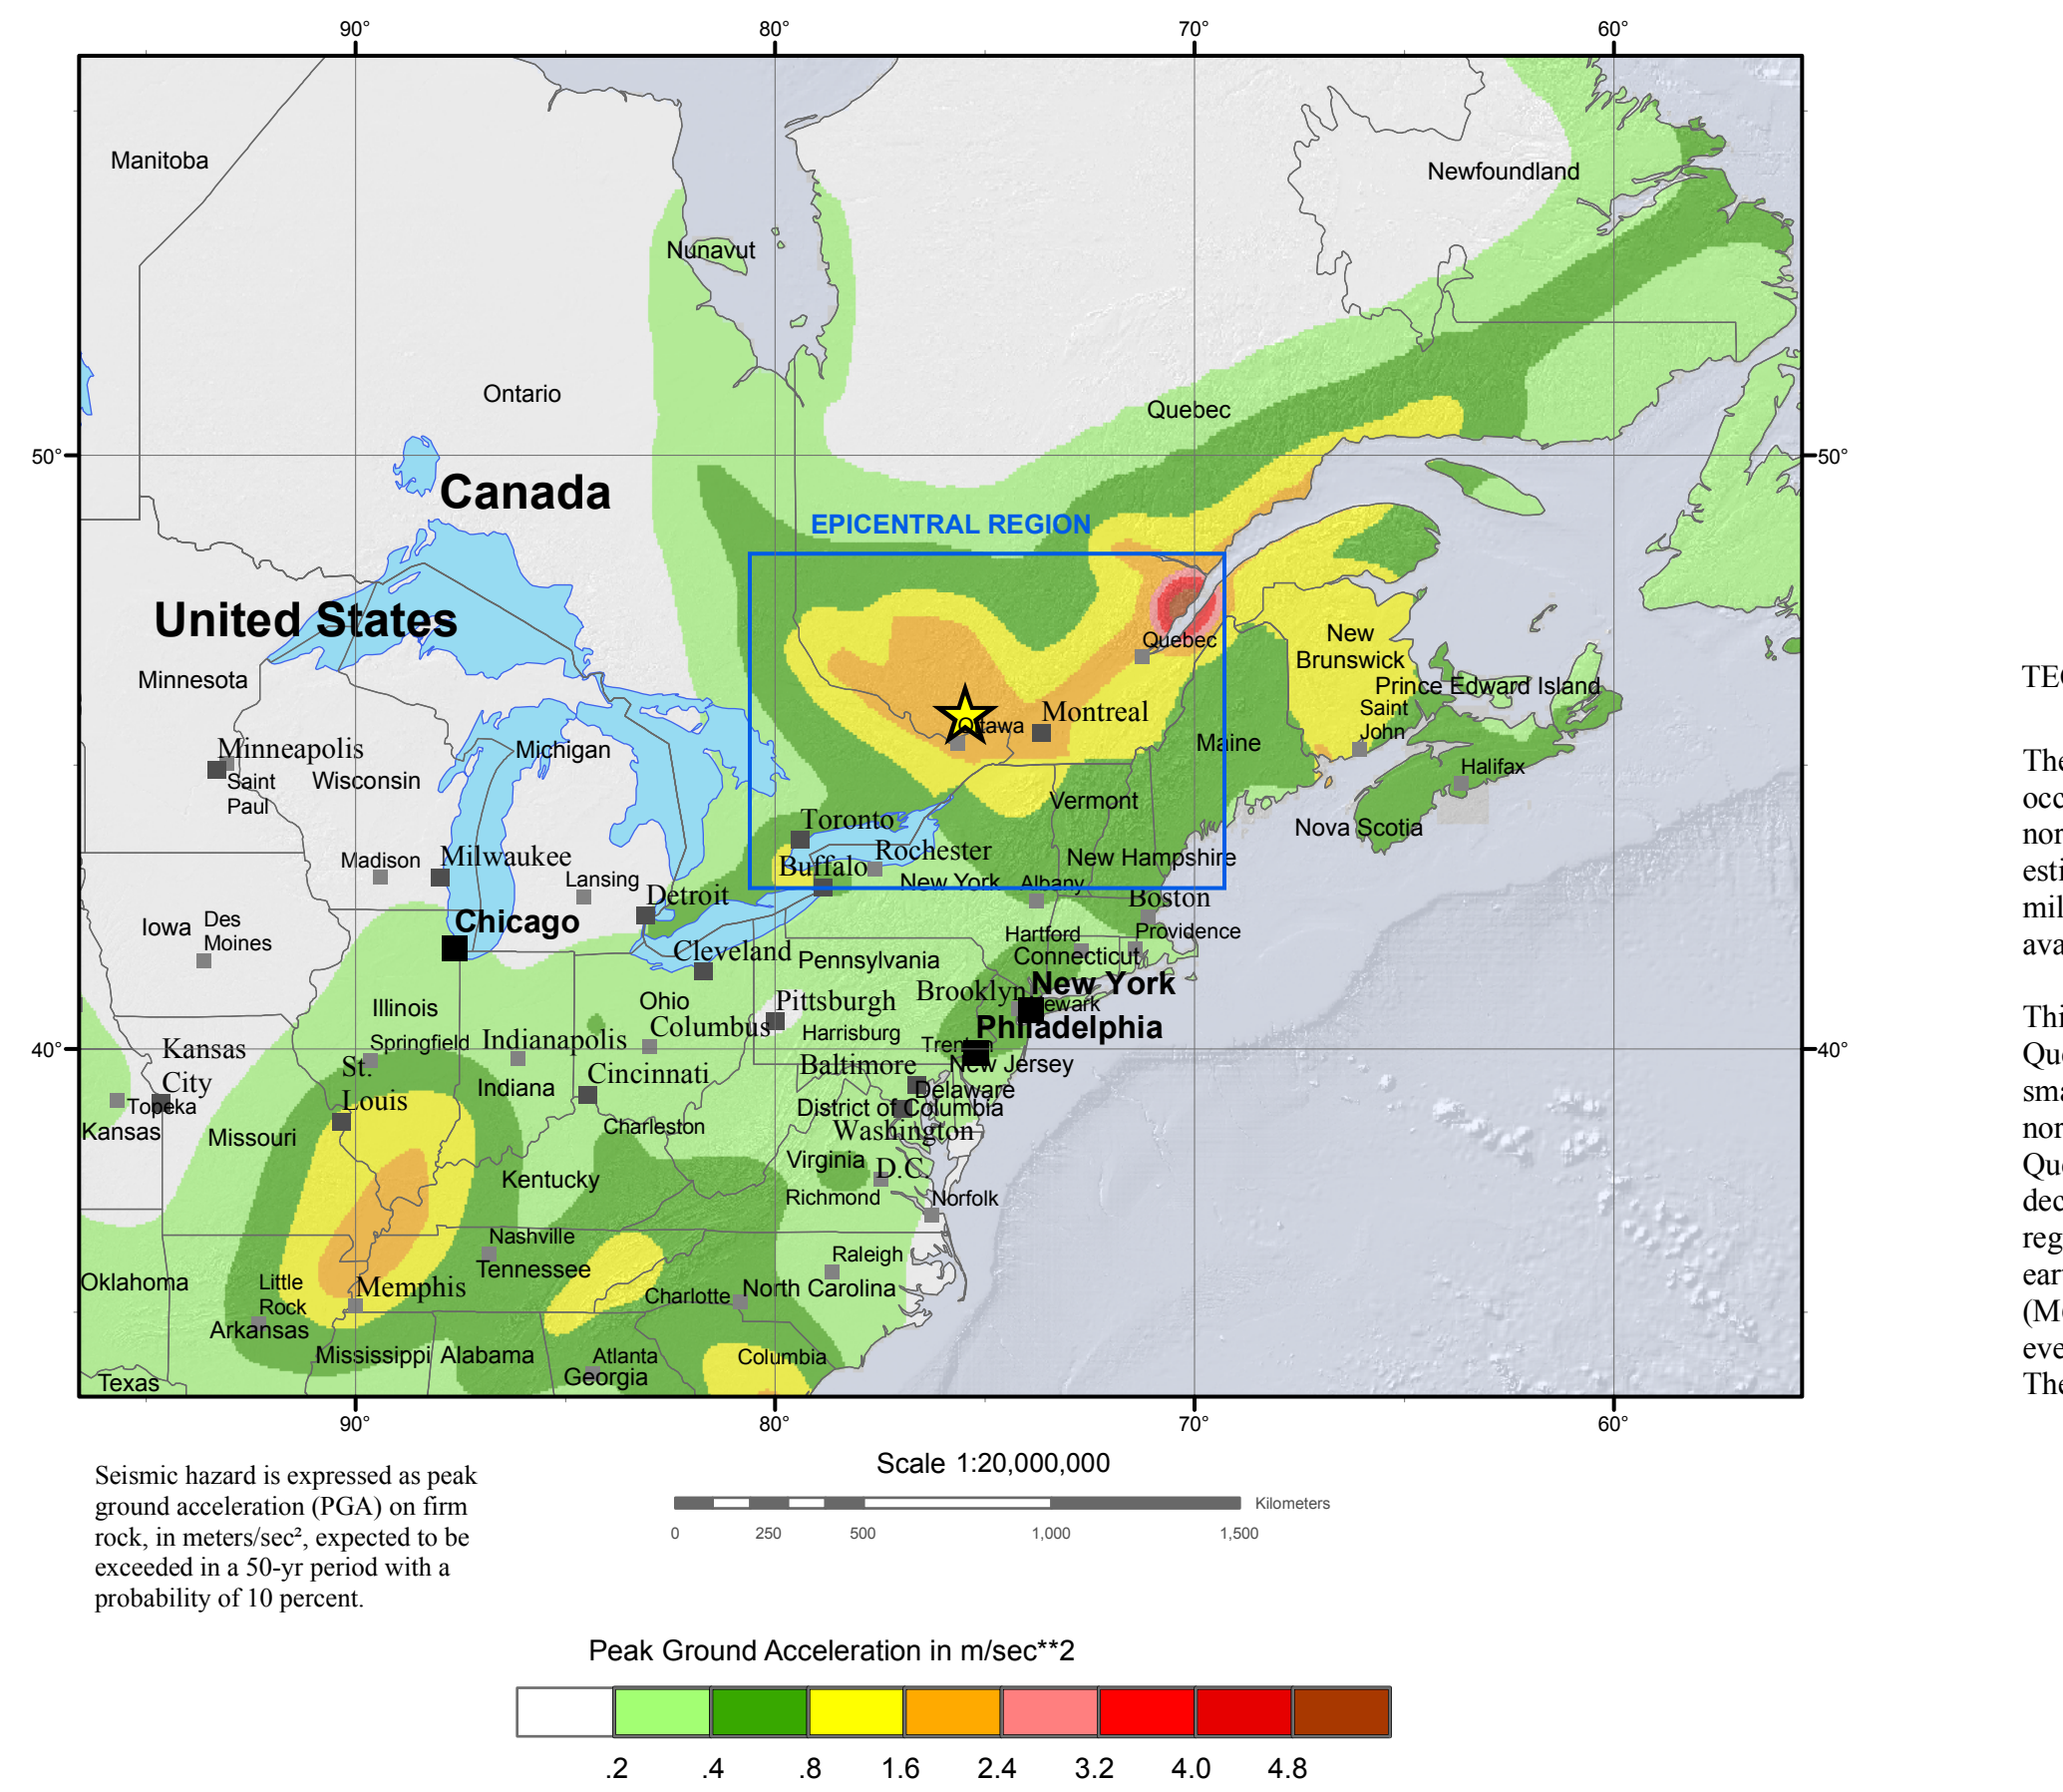 90° 80° 70° 60°
Manitoba
Newfoundland
Nunavut
Ontario
Quebec
50° 50°
Canada
EPICENTRAL REGION
United States
New
Brunswick
Quebec
Minnesota
Prince Edward Island
Saint
John
Montreal
Maine
Minneapolis
Michigan
Saint
Paul
Wisconsin
Halifax
Vermont
Toronto
Nova Scotia
Madison
Milwaukee
Rochester
New Hampshire
Buffalo
Lansing
New York
Albany
Detroit
Boston
Iowa
Des
Moines
Chicago
Hartford
Providence
Cleveland
Pennsylvania
Connecticut
New York
Brooklyn
Illinois
Ohio
Pittsburgh
Columbus
Harrisburg
Philadelphia
Springfield
Indianapolis
Trenton
40° 40°
Kansas
City
St.
Louis
Cincinnati
Baltimore
New Jersey
Indiana
Delaware
Topeka
District of Columbia
Kansas
Missouri
Charleston
Washington
D.C.
Virginia
Kentucky
Richmond
Norfolk
Nashville
Tennessee
Raleigh
Oklahoma
Little
Rock
Memphis
Charlotte
North Carolina
Arkansas
Mississippi
Alabama
Atlanta
Columbia
Georgia
Texas
90° 80° 70° 60°
Seismic hazard is expressed as peak
ground acceleration (PGA) on firm
rock, in meters/sec², expected to be
exceeded in a 50-yr period with a
probability of 10 percent.
Scale 1:20,000,000
Kilometers
0 250 500 1,000 1,500
Peak Ground Acceleration in m/sec**2
.2 .4 .8 1.6 2.4 3.2 4.0 4.8